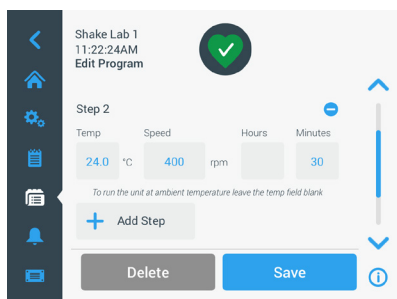 Shake Lab 1
11:22:24AM
Edit Program
Step 2
Temp Speed Hours Minutes
24.0 °C 400 rpm 30
To run the unit at ambient temperature leave the temp field blank
+ Add Step
Delete Save